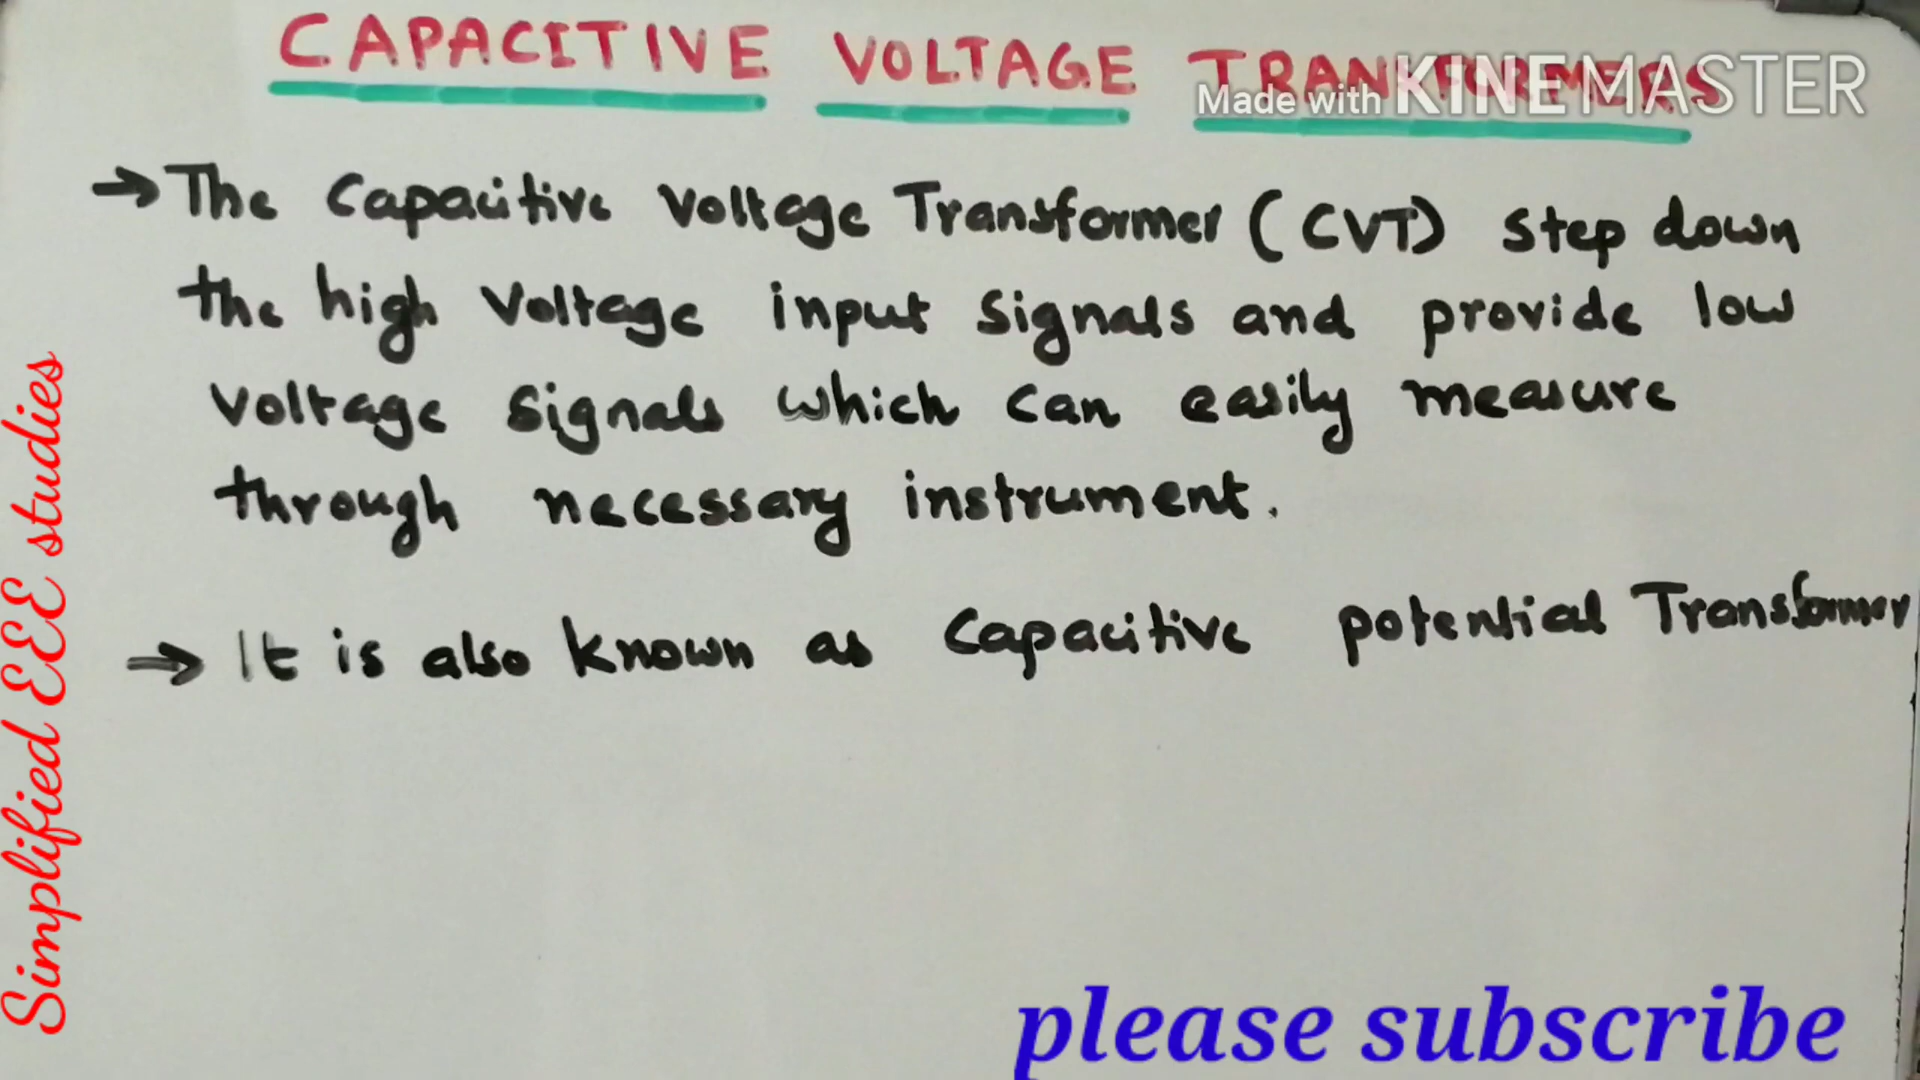 CAPACITIVE VOLTAGE TRANSFORMERS
Made with KINEMASTER
→ The Capacitive Voltage Transformer (CVT) step down
the high voltage input signals and provide low
voltage signals which can easily measure
through necessary instrument.
→ It is also known as Capacitive potential Transformer
Simplified EEE studies
please subscribe